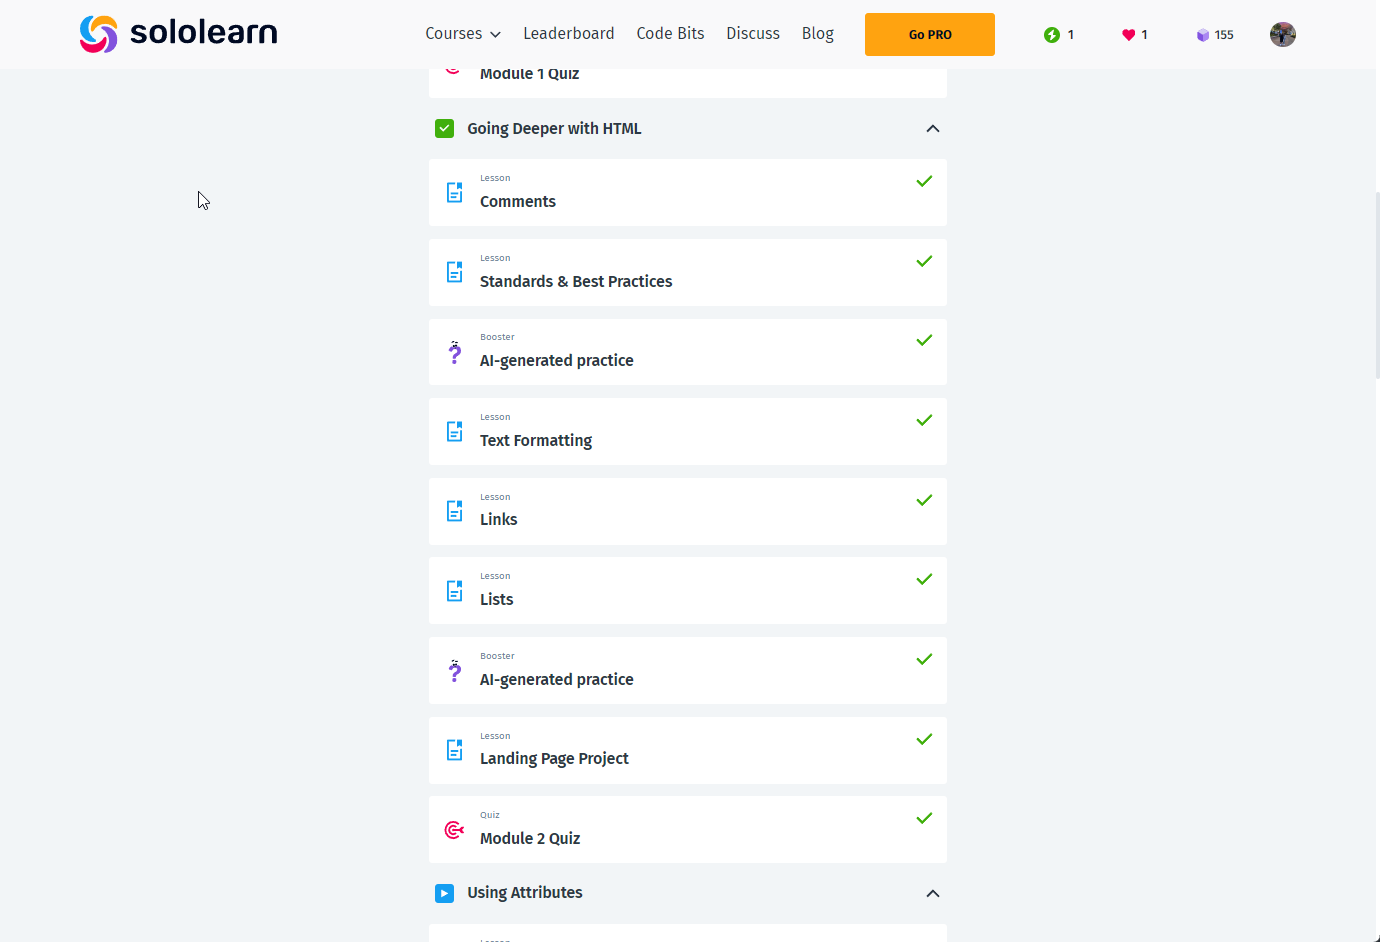 sololearn
Courses Leaderboard Code Bits Discuss Blog Go PRO 1 1 155
Module 1 Quiz
Going Deeper with HTML
Lesson
Comments
Lesson
Standards & Best Practices
Booster
AI-generated practice
Lesson
Text Formatting
Lesson
Links
Lesson
Lists
Booster
AI-generated practice
Lesson
Landing Page Project
Quiz
Module 2 Quiz
Using Attributes
Lesson